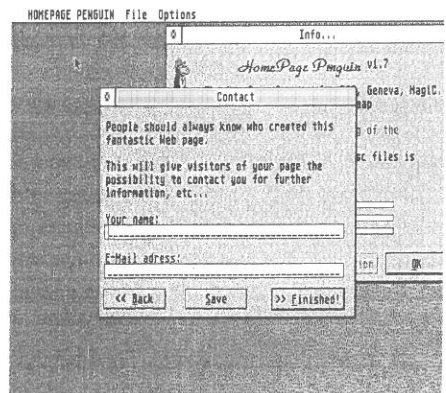 HOMEPAGE PENGUIN File Options
Info...
HomePage Penguin v1.7
, Geneva, MagiC.
map
g of the
sc files is
OK
Contact
People should always know who created this
fantastic Web page.
This will give visitors of your page the
possibility to contact you for further
information, etc...
Your name:
E-Mail adress:
<< Back
Save
>> Finished!